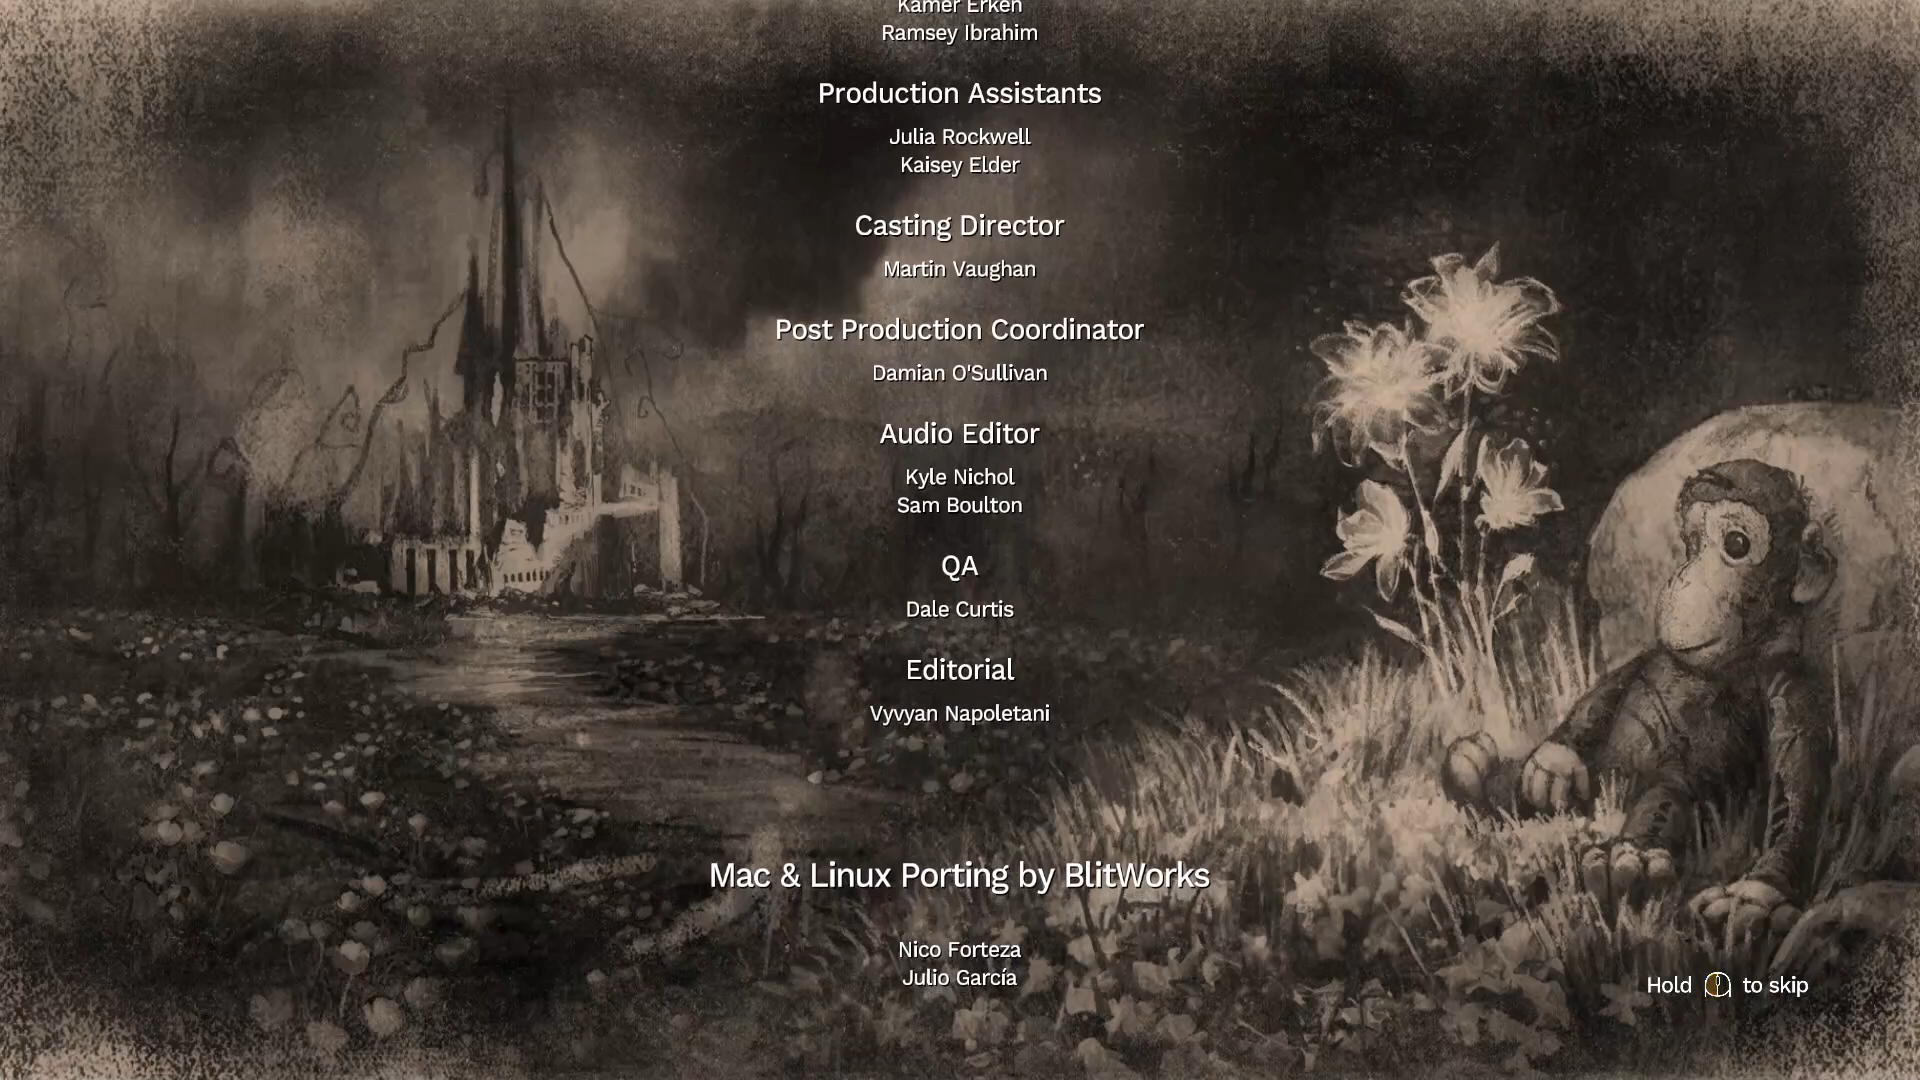 Kamer Erken
Ramsey Ibrahim
Production Assistants
Julia Rockwell
Kaisey Elder
Casting Director
Martin Vaughan
Post Production Coordinator
Damian O'Sullivan
Audio Editor
Kyle Nichol
Sam Boulton
QA
Dale Curtis
Editorial
Vyvyan Napoletani
Mac & Linux Porting by BlitWorks
Nico Forteza
Julio García
Hold to skip